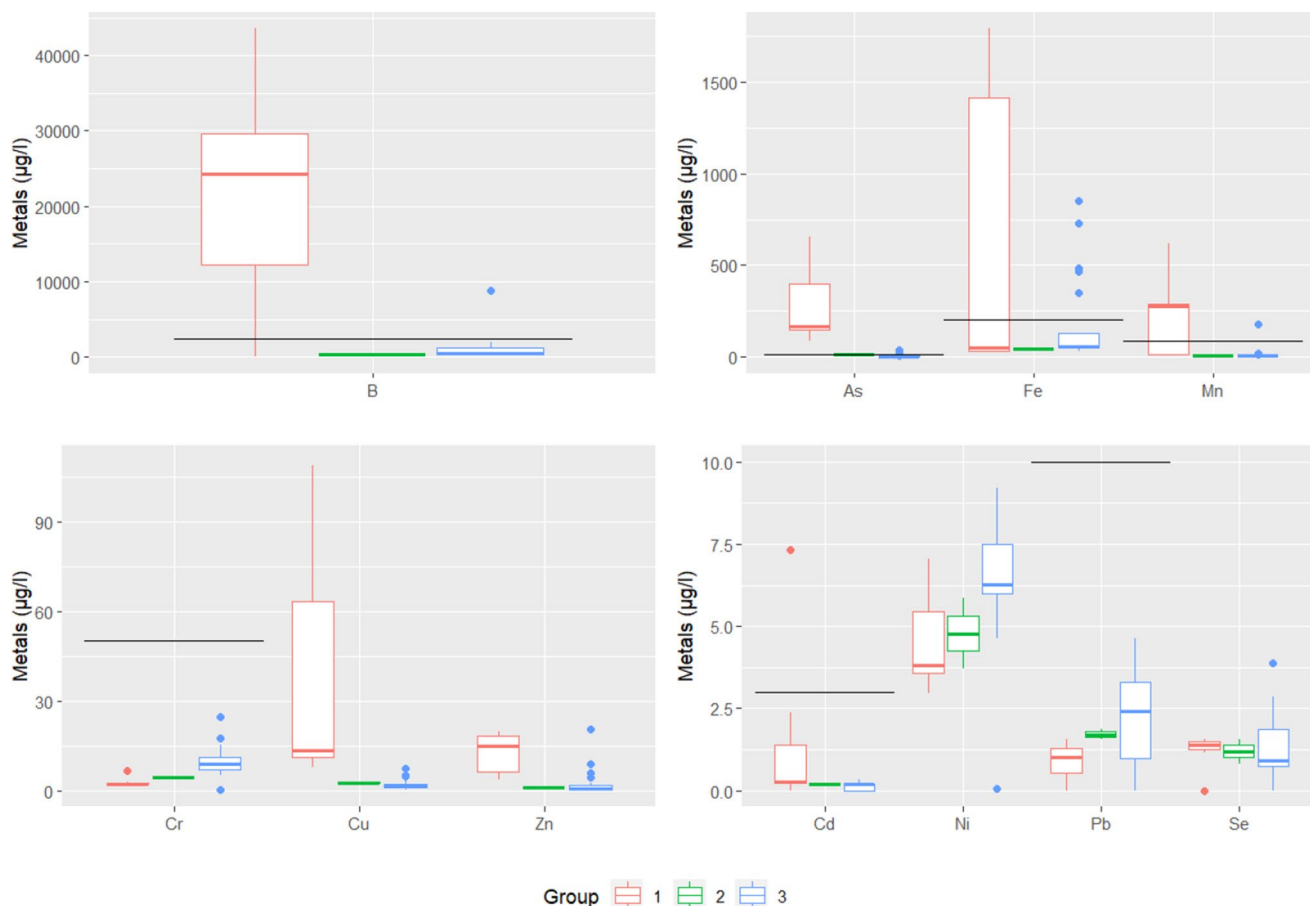 Metals (µg/l)
40000
30000
20000
10000
0
B
Metals (µg/l)
1500
1000
500
0
As Fe Mn
Metals (µg/l)
90
60
30
0
Cr Cu Zn
Metals (µg/l)
10.0
7.5
5.0
2.5
0.0
Cd Ni Pb Se
Group 1 2 3